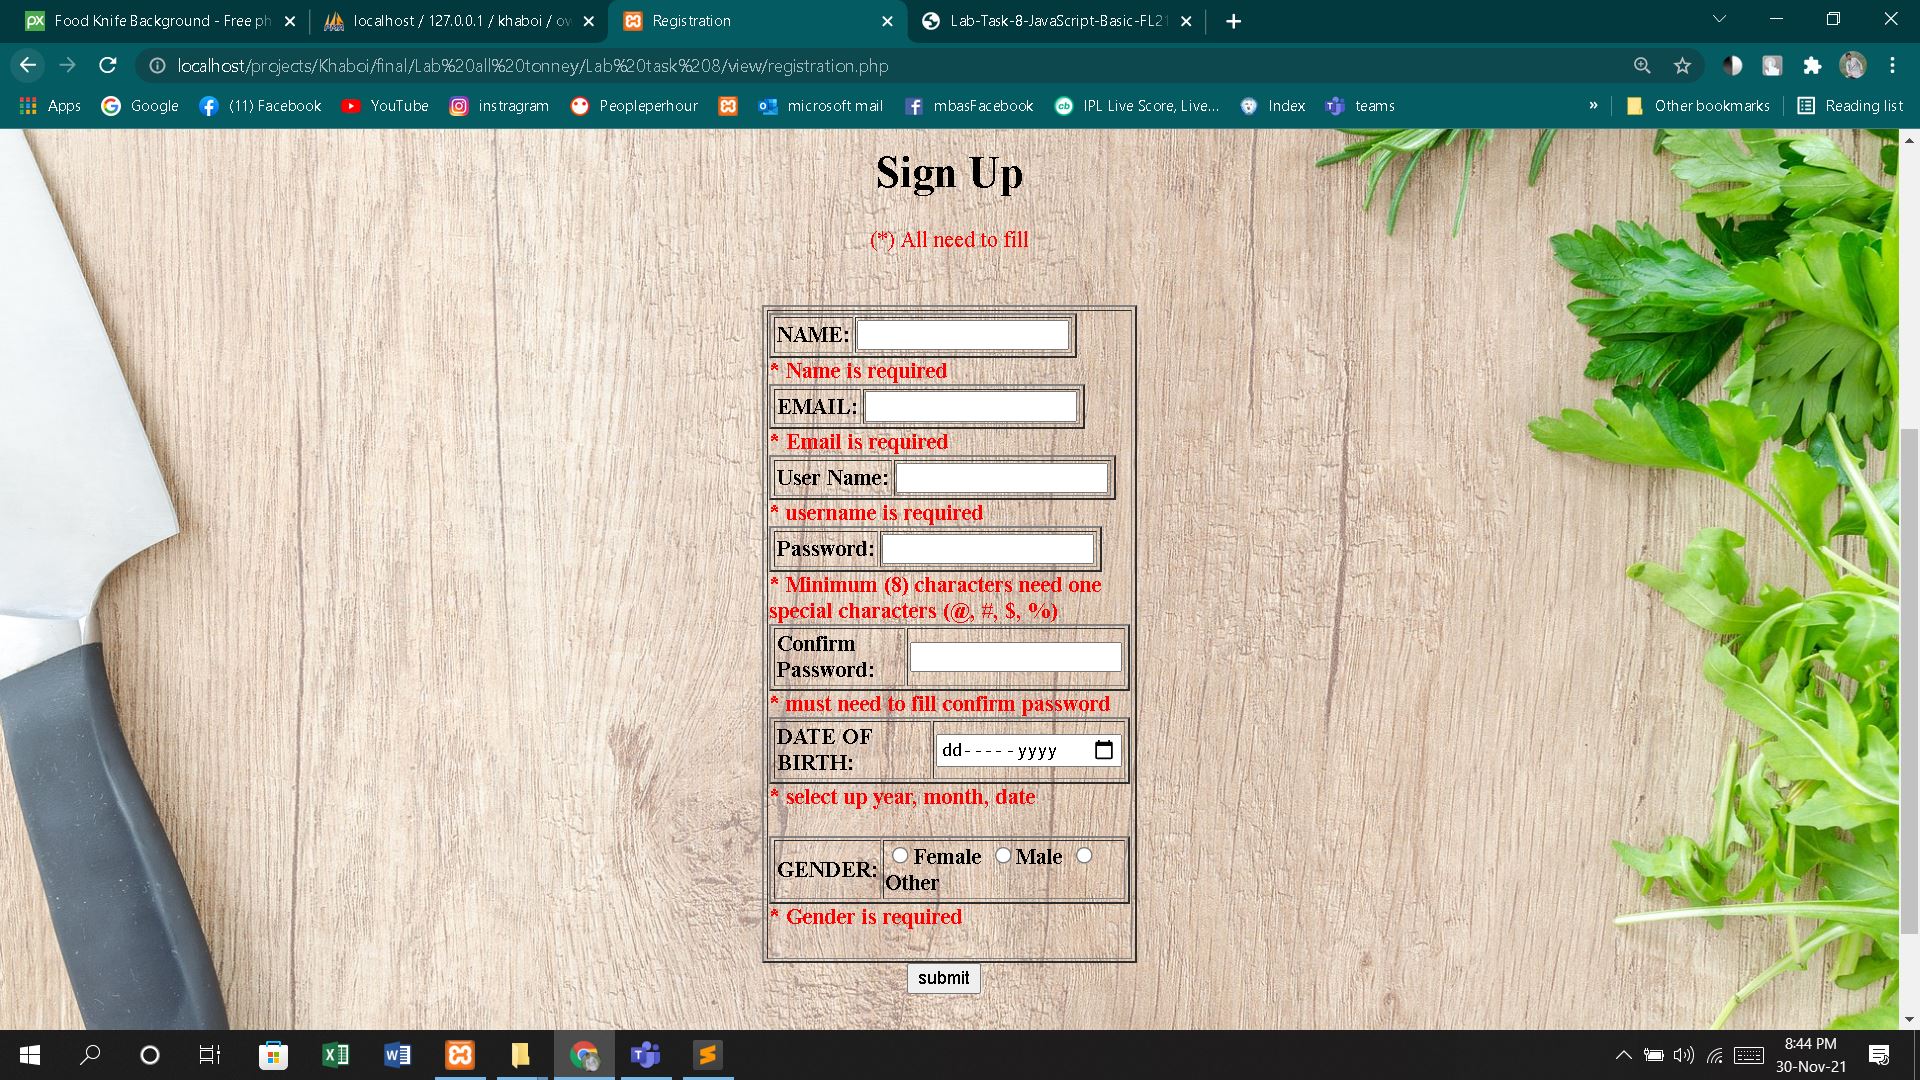 Food Knife Background - Free ph
localhost / 127.0.0.1 / khaboi / ow
Registration
Lab-Task-8-JavaScript-Basic-FL21
localhost/projects/Khaboi/final/Lab%20all%20tonney/Lab%20task%208/view/registration.php
Apps Google (11) Facebook YouTube instragram Peopleperhour microsoft mail mbasFacebook IPL Live Score, Live... Index teams » Other bookmarks Reading list
Sign Up
(*) All need to fill
NAME:
* Name is required
EMAIL:
* Email is required
User Name:
* username is required
Password:
* Minimum (8) characters need one
special characters (@, #, $, %)
Confirm
Password:
* must need to fill confirm password
DATE OF
BIRTH:
dd-----yyyy
* select up year, month, date
GENDER:
Female Male
Other
* Gender is required
submit
8:44 PM
30-Nov-21